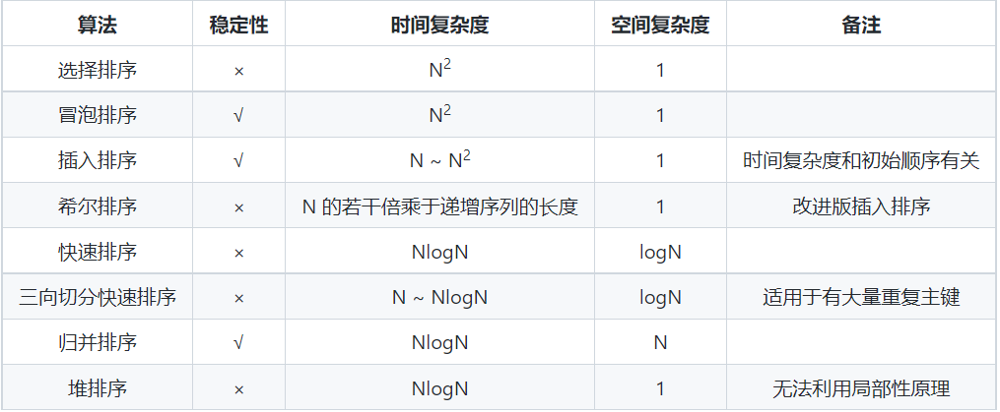 算法 稳定性 时间复杂度 空间复杂度 备注
选择排序 × N² 1
冒泡排序 √ N² 1
插入排序 √ N ~ N² 1 时间复杂度和初始顺序有关
希尔排序 × N 的若干倍乘于递增序列的长度 1 改进版插入排序
快速排序 × NlogN logN
三向切分快速排序 × N ~ NlogN logN 适用于有大量重复主键
归并排序 √ NlogN N
堆排序 × NlogN 1 无法利用局部性原理